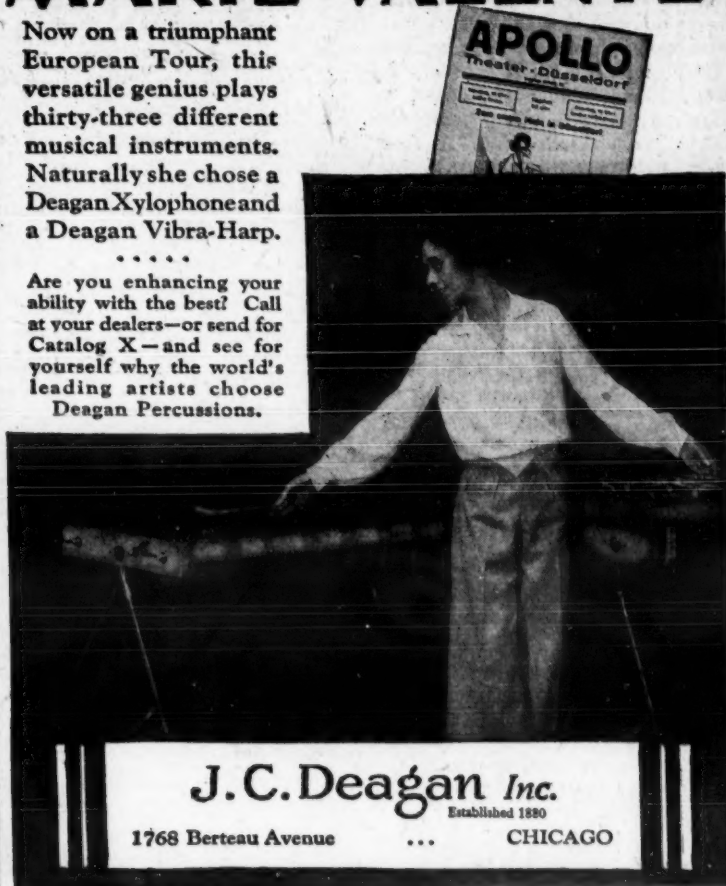 Now on a triumphant
European Tour, this
versatile genius plays
thirty-three different
musical instruments.
Naturally she chose a
Deagan Xylophone and
a Deagan Vibra-Harp.
. . . . .
Are you enhancing your
ability with the best? Call
at your dealers—or send for
Catalog X—and see for
yourself why the world's
leading artists choose
Deagan Percussions.
APOLLO
Theater · Düsseldorf
J. C. Deagan Inc.
Established 1880
1768 Berteau Avenue ... CHICAGO